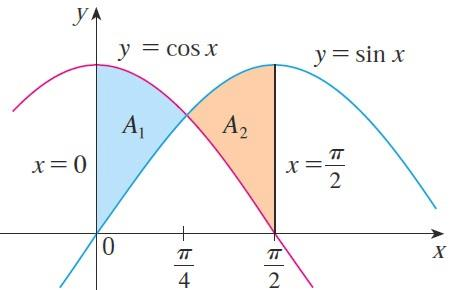 y
y = cos x
y = sin x
A₁
A₂
x = 0
x = π/2
0
π/4
π/2
x